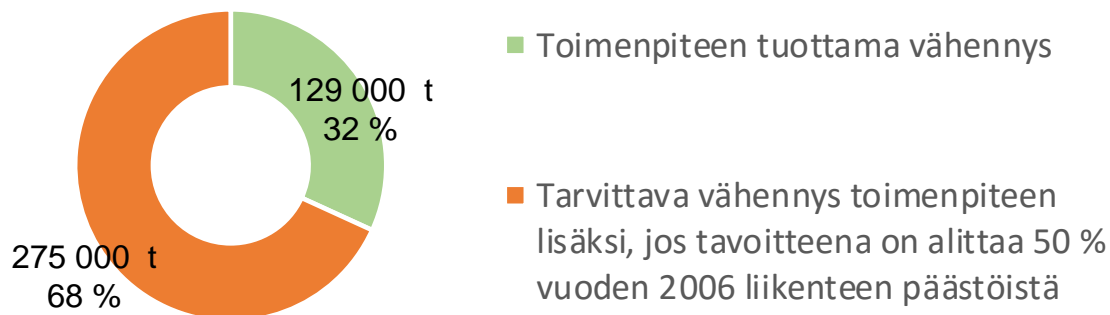 129 000 t
32 %
275 000 t
68 %
Toimenpiteen tuottama vähennys
Tarvittava vähennys toimenpiteen
lisäksi, jos tavoitteena on alittaa 50 %
vuoden 2006 liikenteen päästöistä